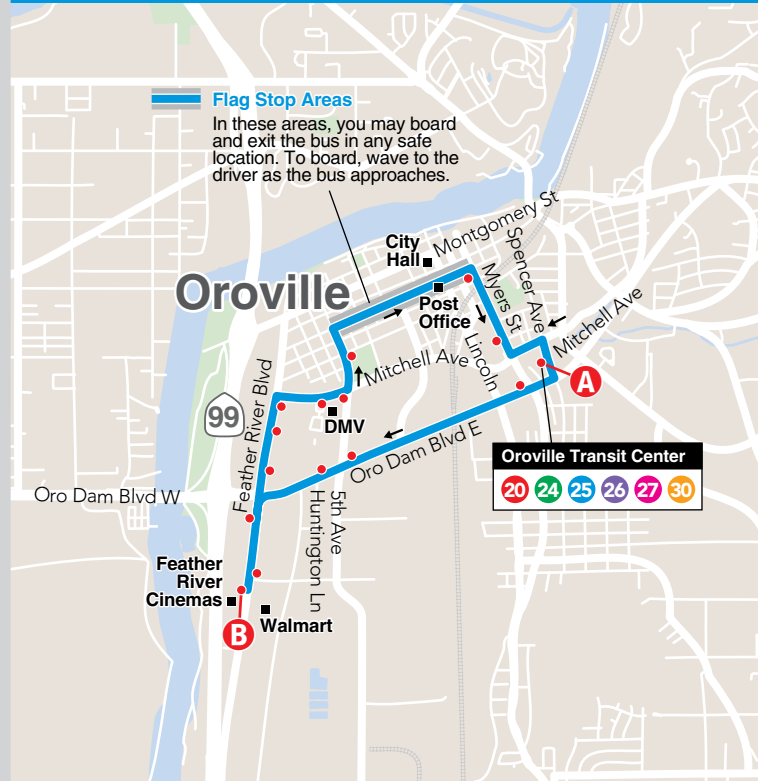 Flag Stop Areas
In these areas, you may board
and exit the bus in any safe
location. To board, wave to the
driver as the bus approaches.
Montgomery St
City
Hall
Spencer Ave
Oroville
Post
Office
Myers St
Mitchell Ave
Lincoln
Mitchell Ave
A
Feather River Blvd
99
DMV
Oro Dam Blvd E
Oroville Transit Center
20 24 25 26 27 30
Oro Dam Blvd W
5th Ave
Huntington Ln
Feather
River
Cinemas
Walmart
B